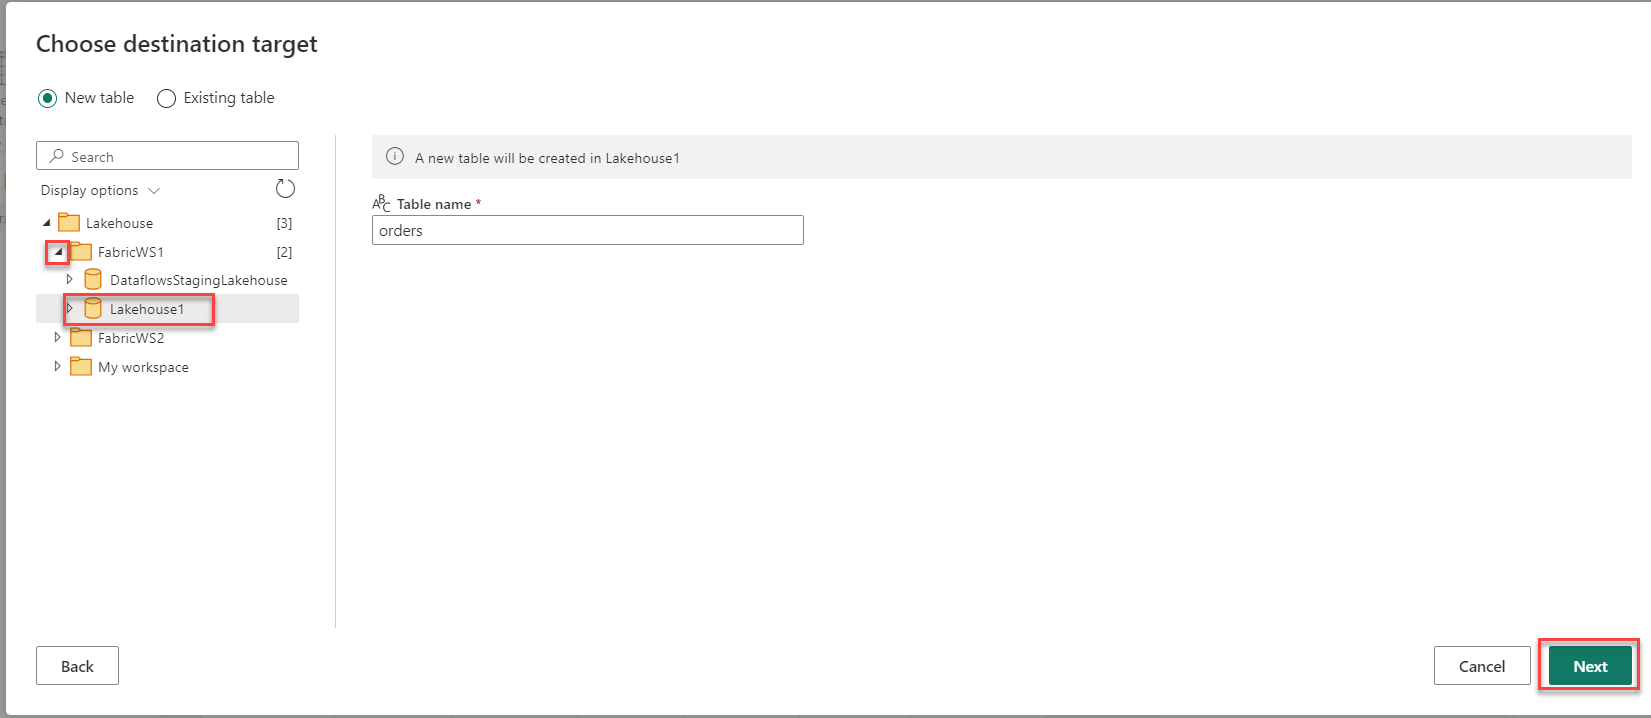 Choose destination target
New table
Existing table
Search
Display options
Lakehouse [3]
FabricWS1 [2]
DataflowsStagingLakehouse
Lakehouse1
FabricWS2
My workspace
A new table will be created in Lakehouse1
ABC Table name *
orders
Back
Cancel
Next